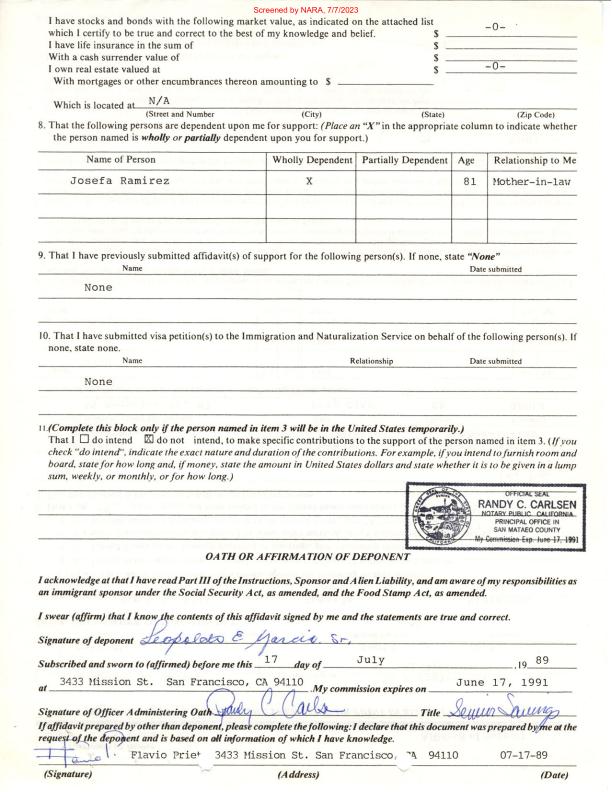 Screened by NARA, 7/7/2023
I have stocks and bonds with the following market value, as indicated on the attached list
which I certify to be true and correct to the best of my knowledge and belief. $ -0-
I have life insurance in the sum of $
With a cash surrender value of $
I own real estate valued at $ -0-
With mortgages or other encumbrances thereon amounting to $
Which is located at N/A
(Street and Number) (City) (State) (Zip Code)
8. That the following persons are dependent upon me for support: (Place an "X" in the appropriate column to indicate whether
the person named is wholly or partially dependent upon you for support.)
Name of Person Wholly Dependent Partially Dependent Age Relationship to Me
Josefa Ramirez X 81 Mother-in-law
9. That I have previously submitted affidavit(s) of support for the following person(s). If none, state "None"
Name Date submitted
None
10. That I have submitted visa petition(s) to the Immigration and Naturalization Service on behalf of the following person(s). If
none, state none.
Name Relationship Date submitted
None
11.(Complete this block only if the person named in item 3 will be in the United States temporarily.)
That I ☐ do intend ☒ do not intend, to make specific contributions to the support of the person named in item 3. (If you
check "do intend", indicate the exact nature and duration of the contributions. For example, if you intend to furnish room and
board, state for how long and, if money, state the amount in United States dollars and state whether it is to be given in a lump
sum, weekly, or monthly, or for how long.)
OFFICIAL SEAL
RANDY C. CARLSEN
NOTARY PUBLIC CALIFORNIA
PRINCIPAL OFFICE IN
SAN MATAEO COUNTY
My Commission Exp. June 17, 1991
OATH OR AFFIRMATION OF DEPONENT
I acknowledge at that I have read Part III of the Instructions, Sponsor and Alien Liability, and am aware of my responsibilities as
an immigrant sponsor under the Social Security Act, as amended, and the Food Stamp Act, as amended.
I swear (affirm) that I know the contents of this affidavit signed by me and the statements are true and correct.
Signature of deponent Leopoldo E Garcia Sr.
Subscribed and sworn to (affirmed) before me this 17 day of July ,19 89
at 3433 Mission St. San Francisco, CA 94110 .My commission expires on June 17, 1991
Signature of Officer Administering Oath Randy C Carlsen Title
If affidavit prepared by other than deponent, please complete the following: I declare that this document was prepared by me at the
request of the deponent and is based on all information of which I have knowledge.
Flavio P. Flavio Priet 3433 Mission St. San Francisco, CA 94110 07-17-89
(Signature) (Address) (Date)